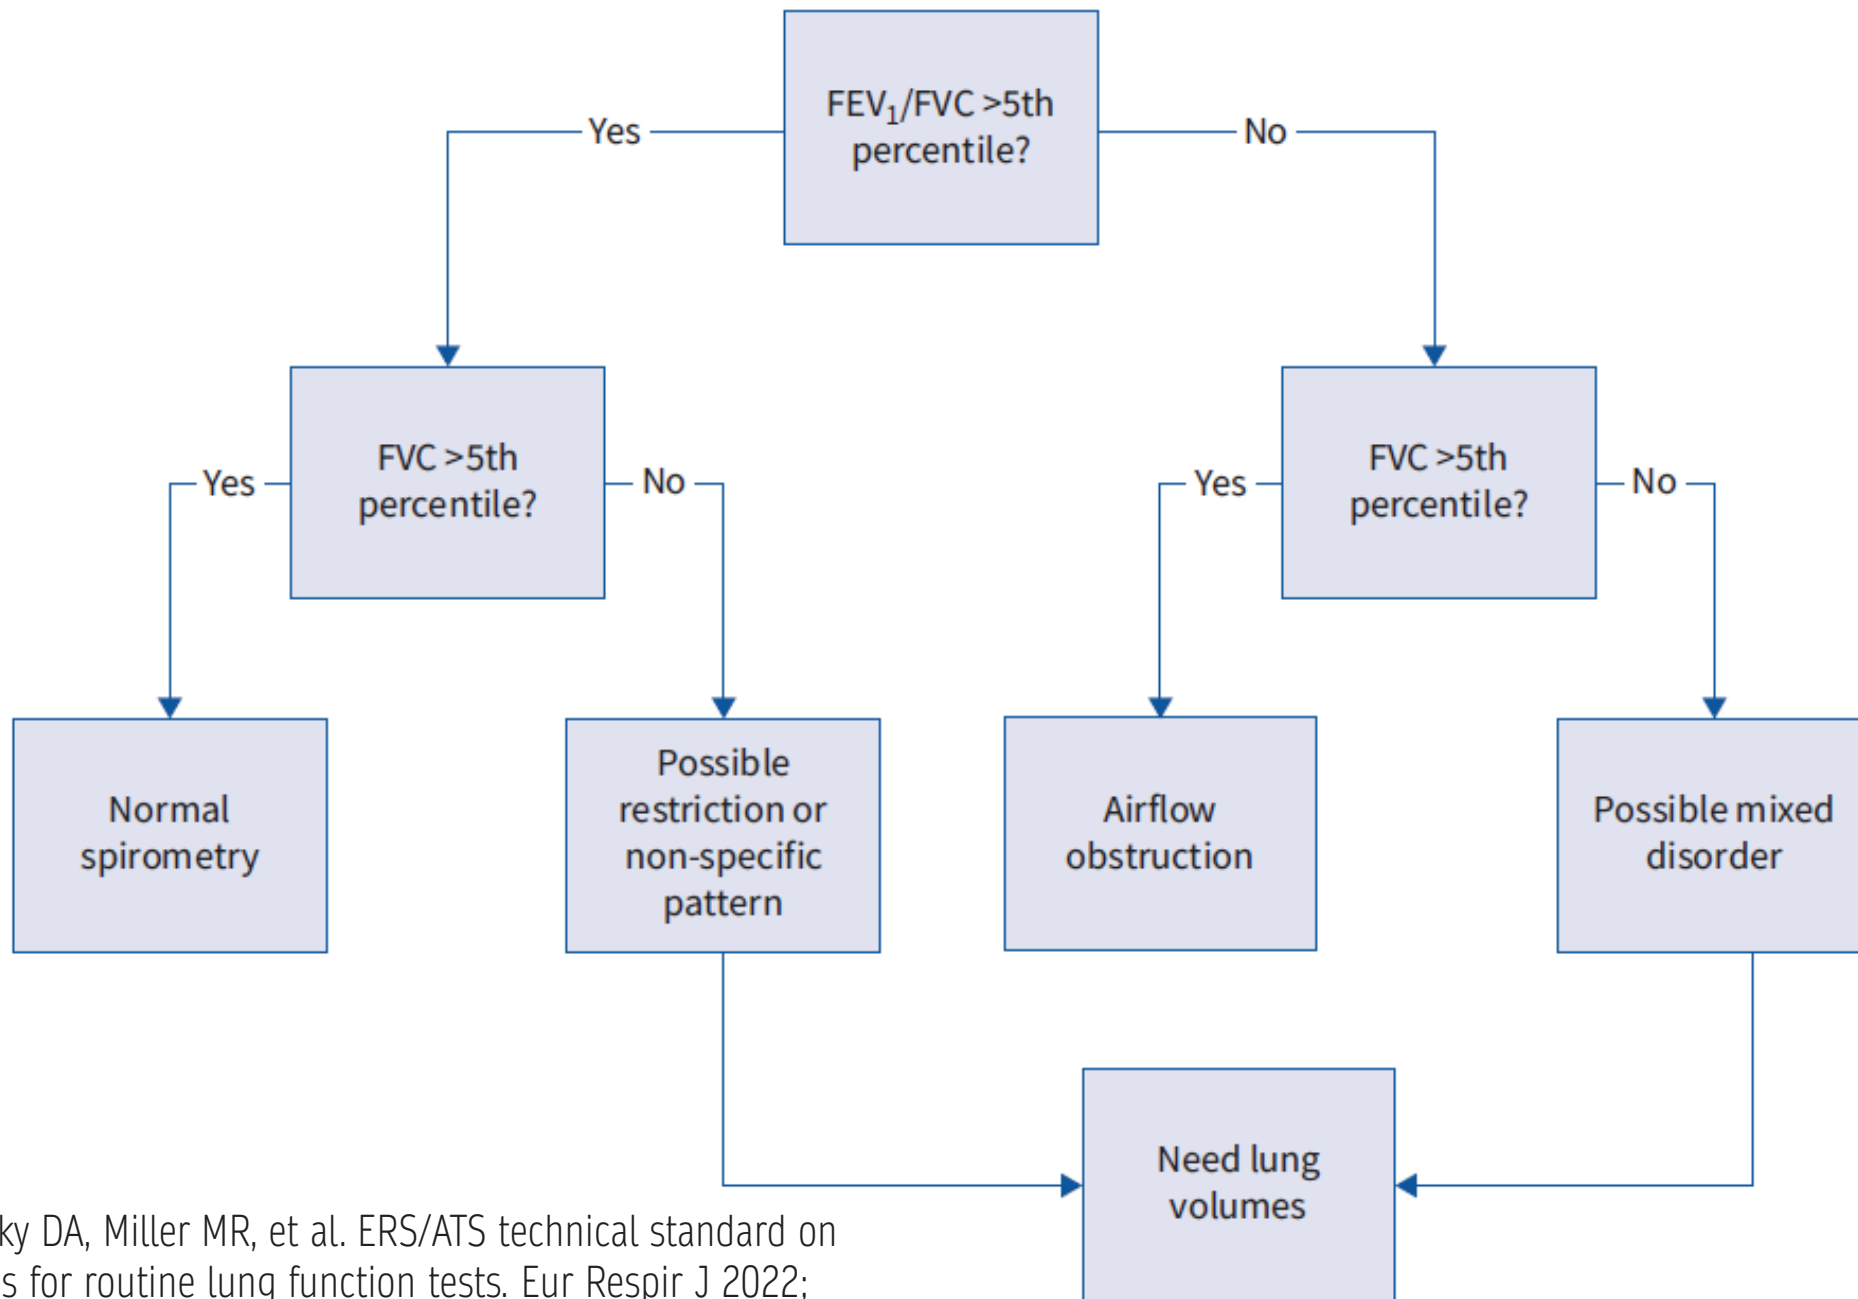 FEV₁/FVC >5th
percentile?
Yes
No
FVC >5th
percentile?
FVC >5th
percentile?
Yes
No
Yes
No
Normal
spirometry
Possible
restriction or
non-specific
pattern
Airflow
obstruction
Possible mixed
disorder
Need lung
volumes
ky DA, Miller MR, et al. ERS/ATS technical standard on
s for routine lung function tests. Eur Respir J 2022;